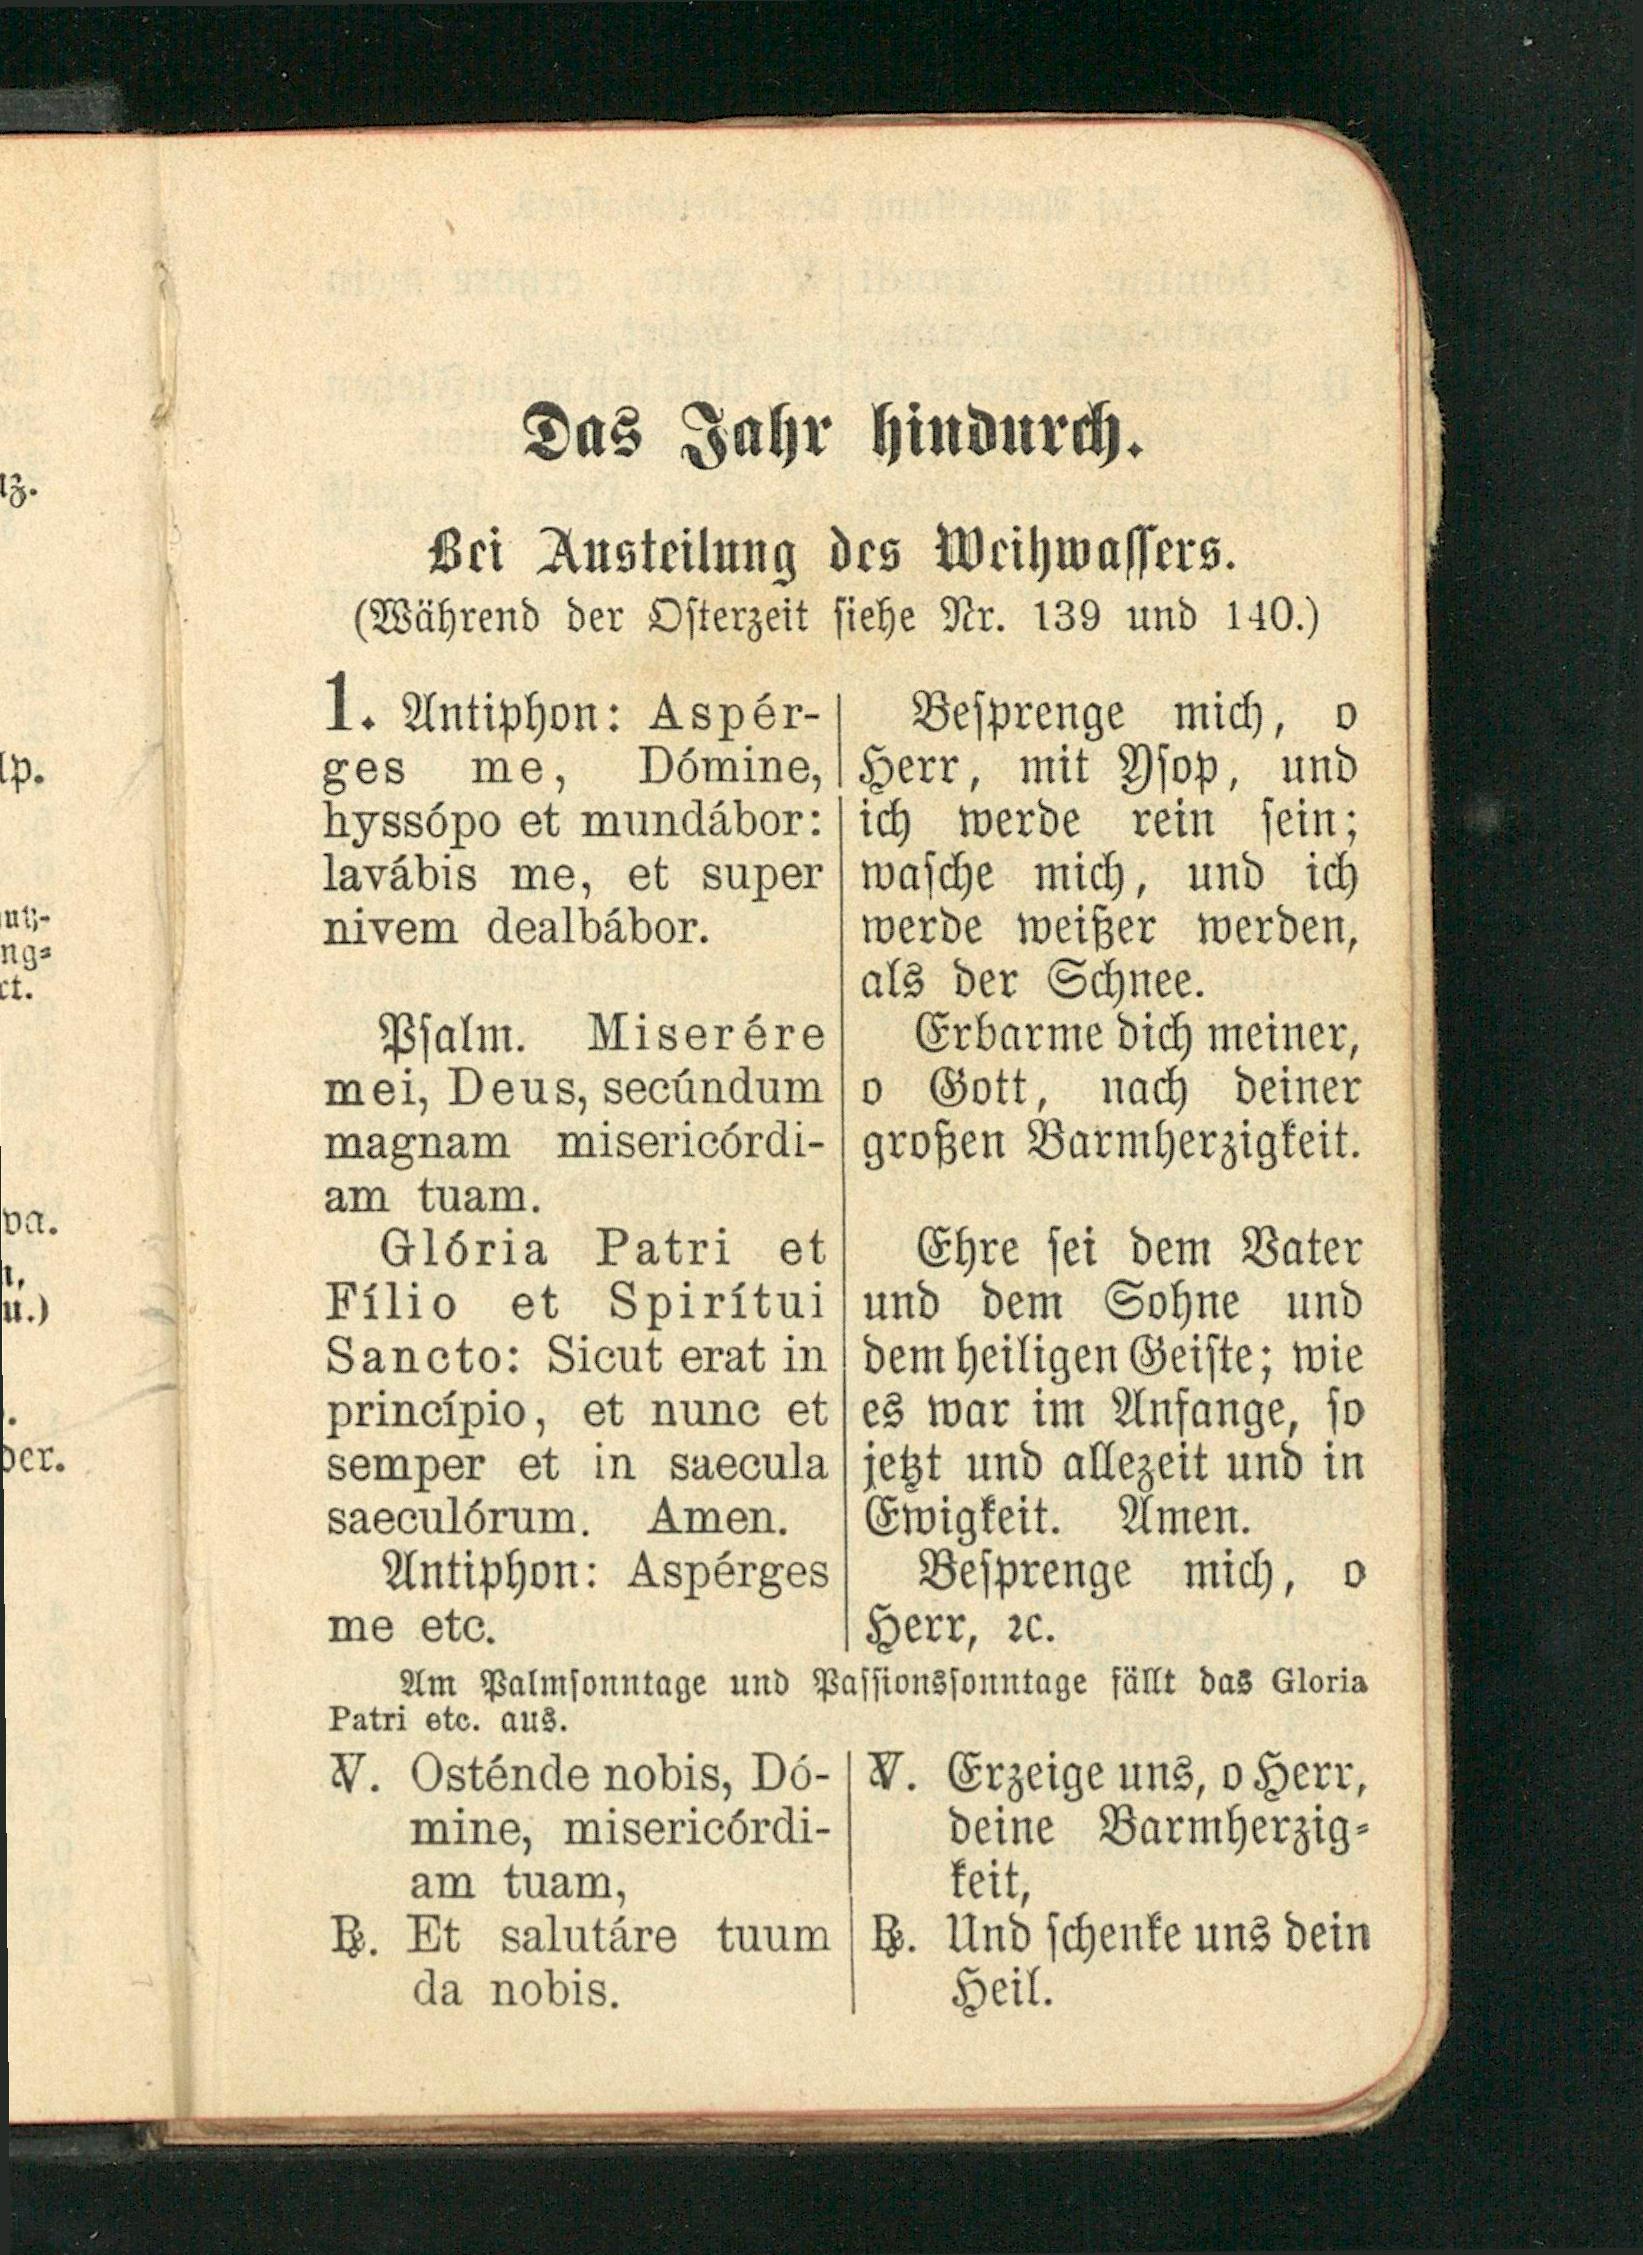 Das Jahr hindurch.
Bei Austeilung des Weihwassers.
(Während der Osterzeit siehe Nr. 139 und 140.)
1. Antiphon: Aspér-
ges me, Dómine,
hyssópo et mundábor:
lavábis me, et super
nivem dealbábor.
Psalm. Miserére
mei, Deus, secúndum
magnam misericórdi-
am tuam.
Glória Patri et
Fílio et Spirítui
Sancto: Sicut erat in
princípio, et nunc et
semper et in saecula
saeculórum. Amen.
Antiphon: Aspérges
me etc.
Besprenge mich, o
Herr, mit Ysop, und
ich werde rein sein;
wasche mich, und ich
werde weißer werden,
als der Schnee.
Erbarme dich meiner,
o Gott, nach deiner
großen Barmherzigkeit.
Ehre sei dem Vater
und dem Sohne und
dem heiligen Geiste; wie
es war im Anfange, so
jetzt und allezeit und in
Ewigkeit. Amen.
Besprenge mich, o
Herr, ꝛc.
Am Palmsonntage und Passionssonntage fällt das Gloria
Patri etc. aus.
℣. Osténde nobis, Dó-
mine, misericórdi-
am tuam,
℟. Et salutáre tuum
da nobis.
℣. Erzeige uns, o Herr,
deine Barmherzig-
keit,
℟. Und schenke uns dein
Heil.